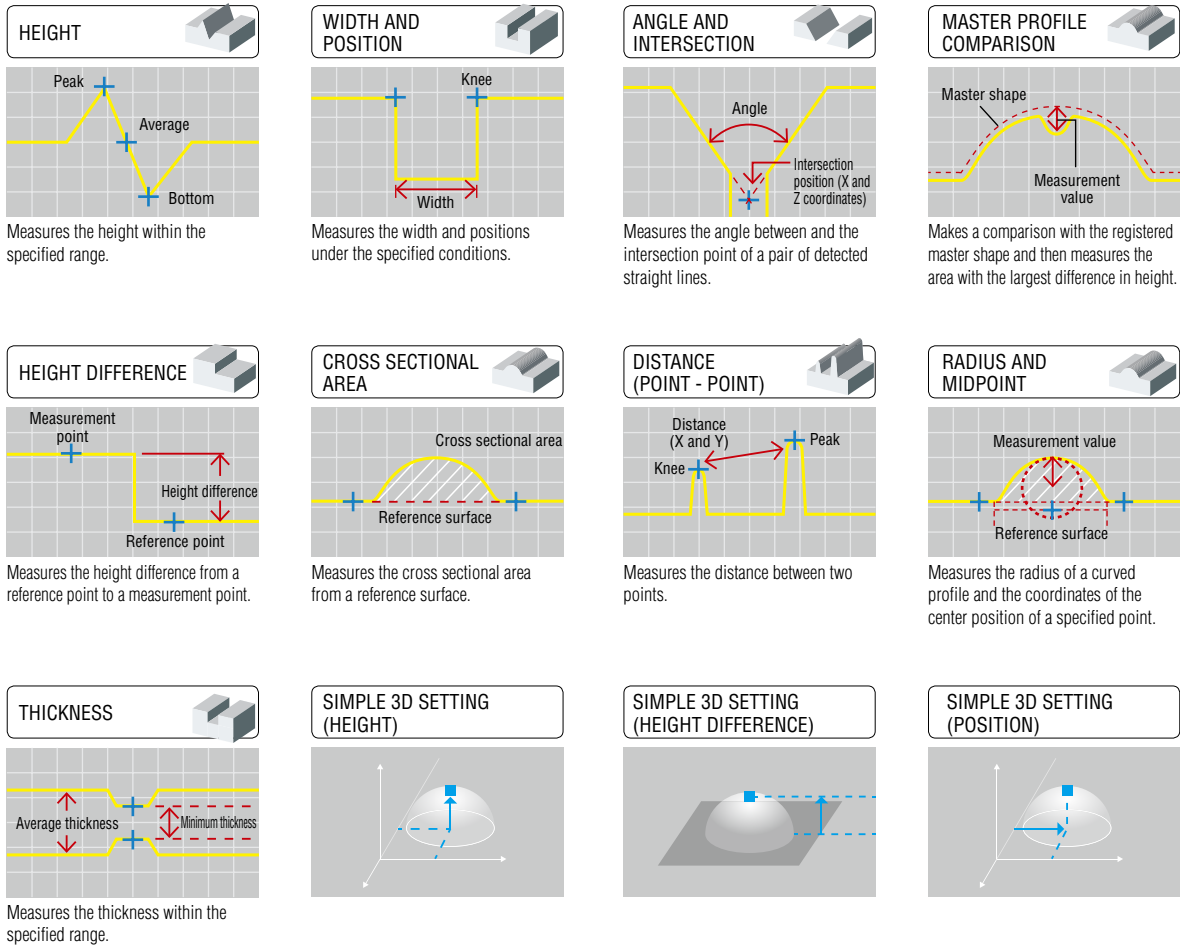 HEIGHT
Peak
Average
Bottom
Measures the height within the
specified range.
WIDTH AND
POSITION
Knee
Width
Measures the width and positions
under the specified conditions.
ANGLE AND
INTERSECTION
Angle
Intersection
position (X and
Z coordinates)
Measures the angle between and the
intersection point of a pair of detected
straight lines.
MASTER PROFILE
COMPARISON
Master shape
Measurement
value
Makes a comparison with the registered
master shape and then measures the
area with the largest difference in height.
HEIGHT DIFFERENCE
Measurement
point
Height difference
Reference point
Measures the height difference from a
reference point to a measurement point.
CROSS SECTIONAL
AREA
Cross sectional area
Reference surface
Measures the cross sectional area
from a reference surface.
DISTANCE
(POINT - POINT)
Distance
(X and Y)
Peak
Knee
Measures the distance between two
points.
RADIUS AND
MIDPOINT
Measurement value
Reference surface
Measures the radius of a curved
profile and the coordinates of the
center position of a specified point.
THICKNESS
Average thickness
Minimum thickness
Measures the thickness within the
specified range.
SIMPLE 3D SETTING
(HEIGHT)
SIMPLE 3D SETTING
(HEIGHT DIFFERENCE)
SIMPLE 3D SETTING
(POSITION)